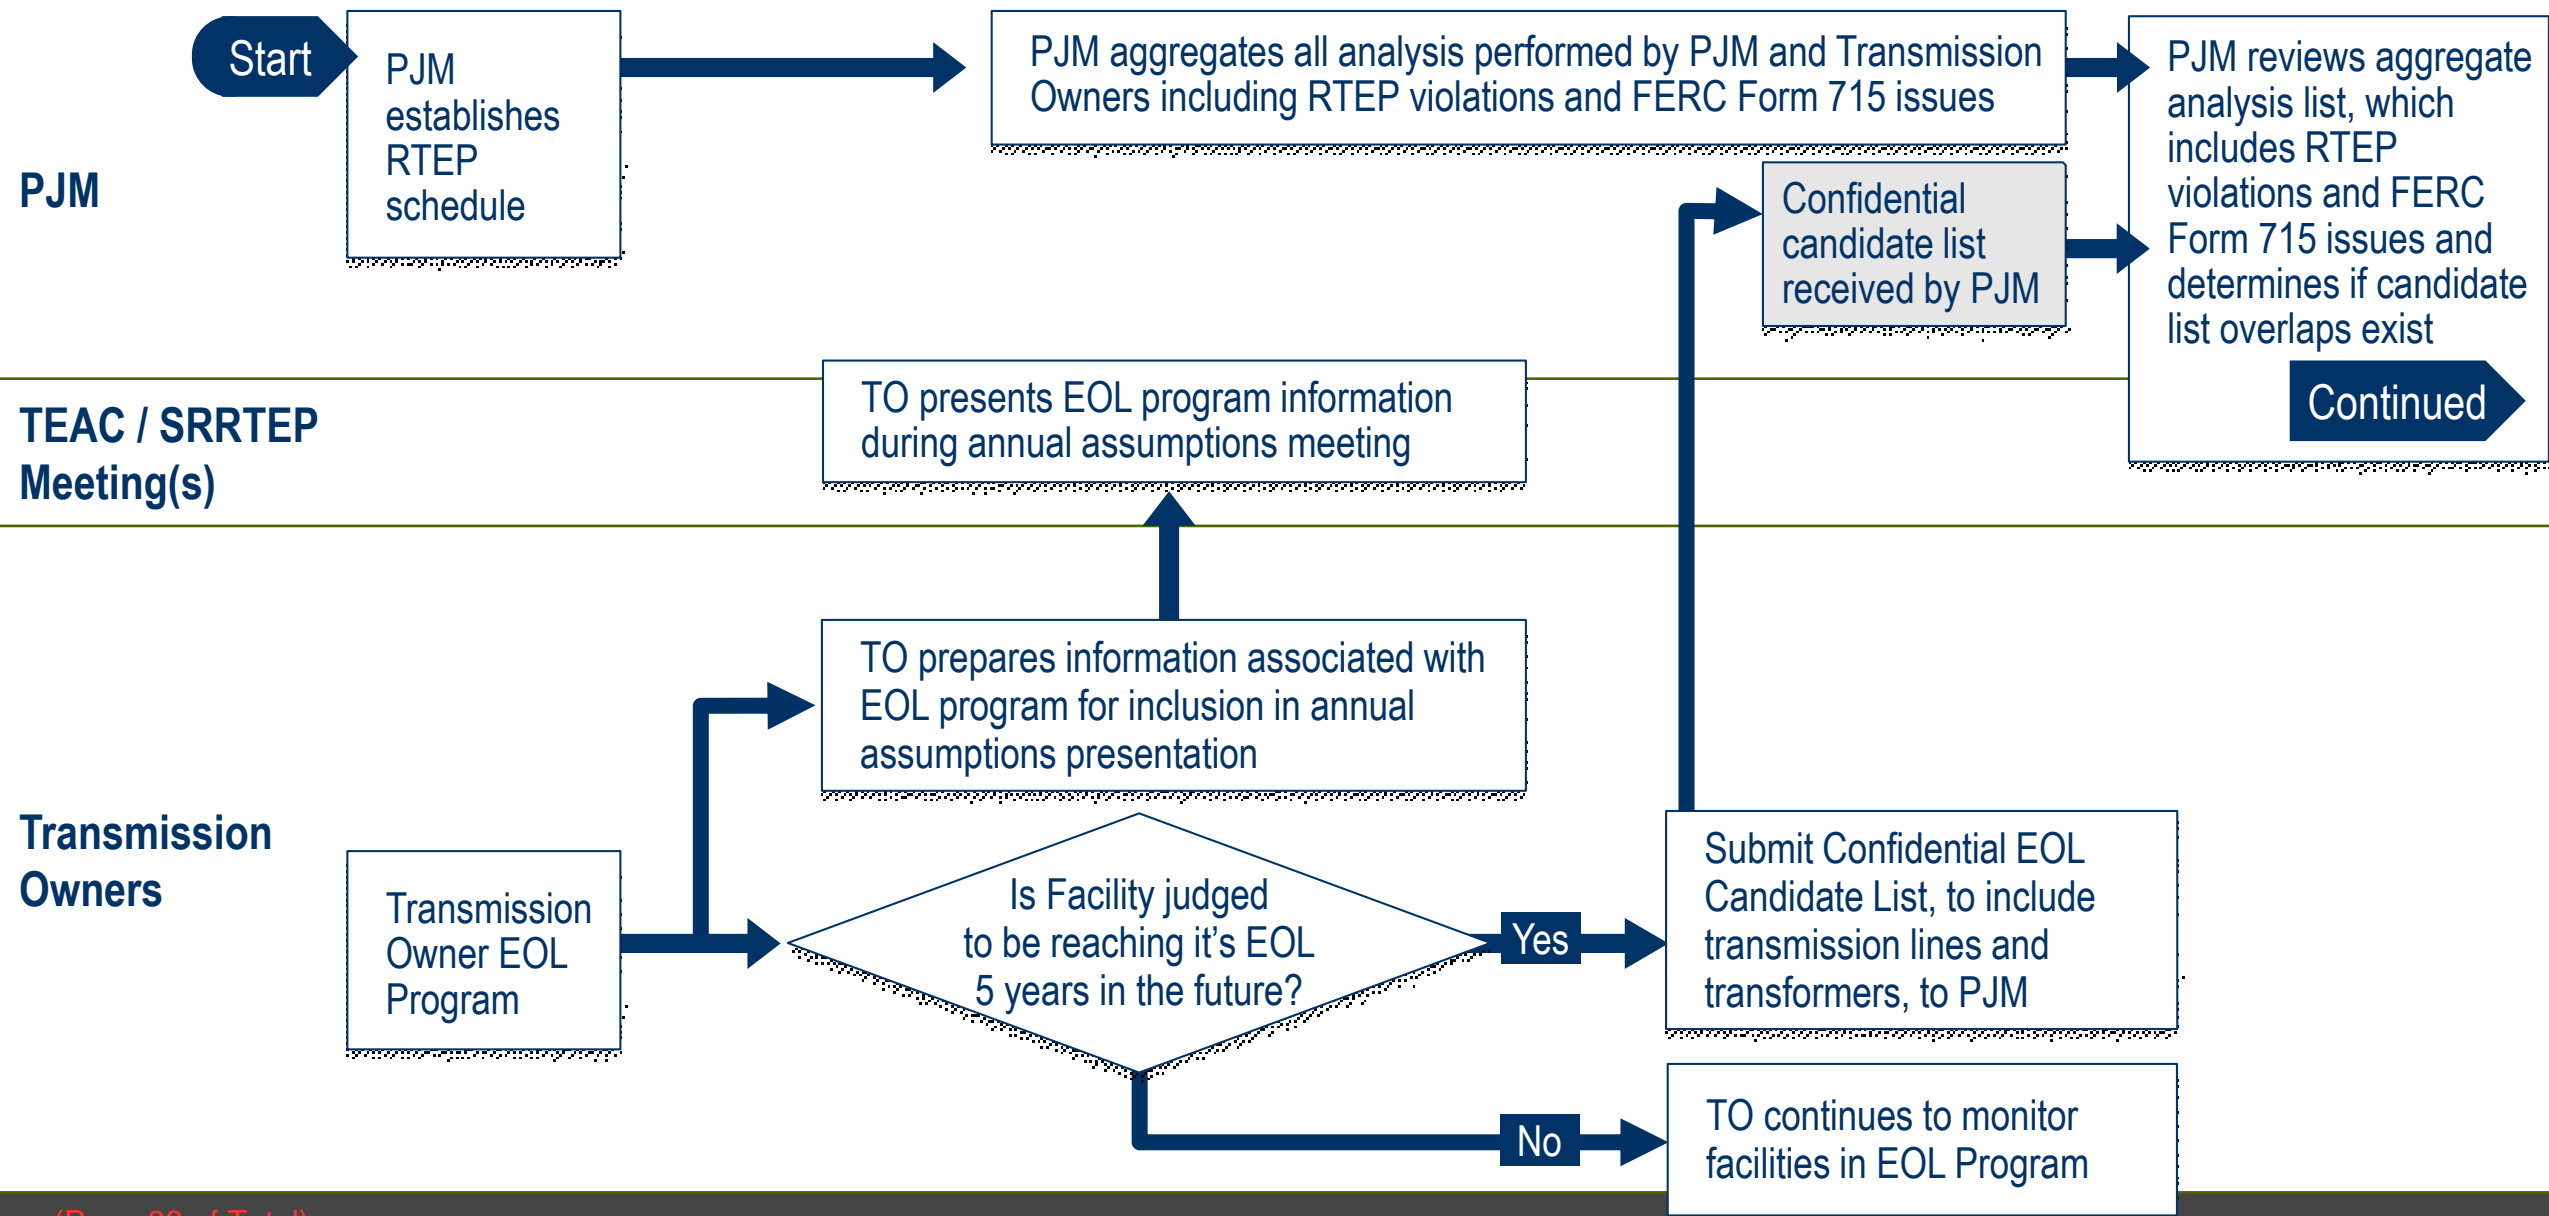 Start
PJM
establishes
RTEP
schedule
PJM aggregates all analysis performed by PJM and Transmission
Owners including RTEP violations and FERC Form 715 issues
PJM reviews aggregate
analysis list, which
includes RTEP
violations and FERC
Form 715 issues and
determines if candidate
list overlaps exist
Continued
PJM
Confidential
candidate list
received by PJM
TEAC / SRRTEP
Meeting(s)
TO presents EOL program information
during annual assumptions meeting
TO prepares information associated with
EOL program for inclusion in annual
assumptions presentation
Transmission
Owners
Transmission
Owner EOL
Program
Is Facility judged
to be reaching it's EOL
5 years in the future?
Yes
Submit Confidential EOL
Candidate List, to include
transmission lines and
transformers, to PJM
No
TO continues to monitor
facilities in EOL Program